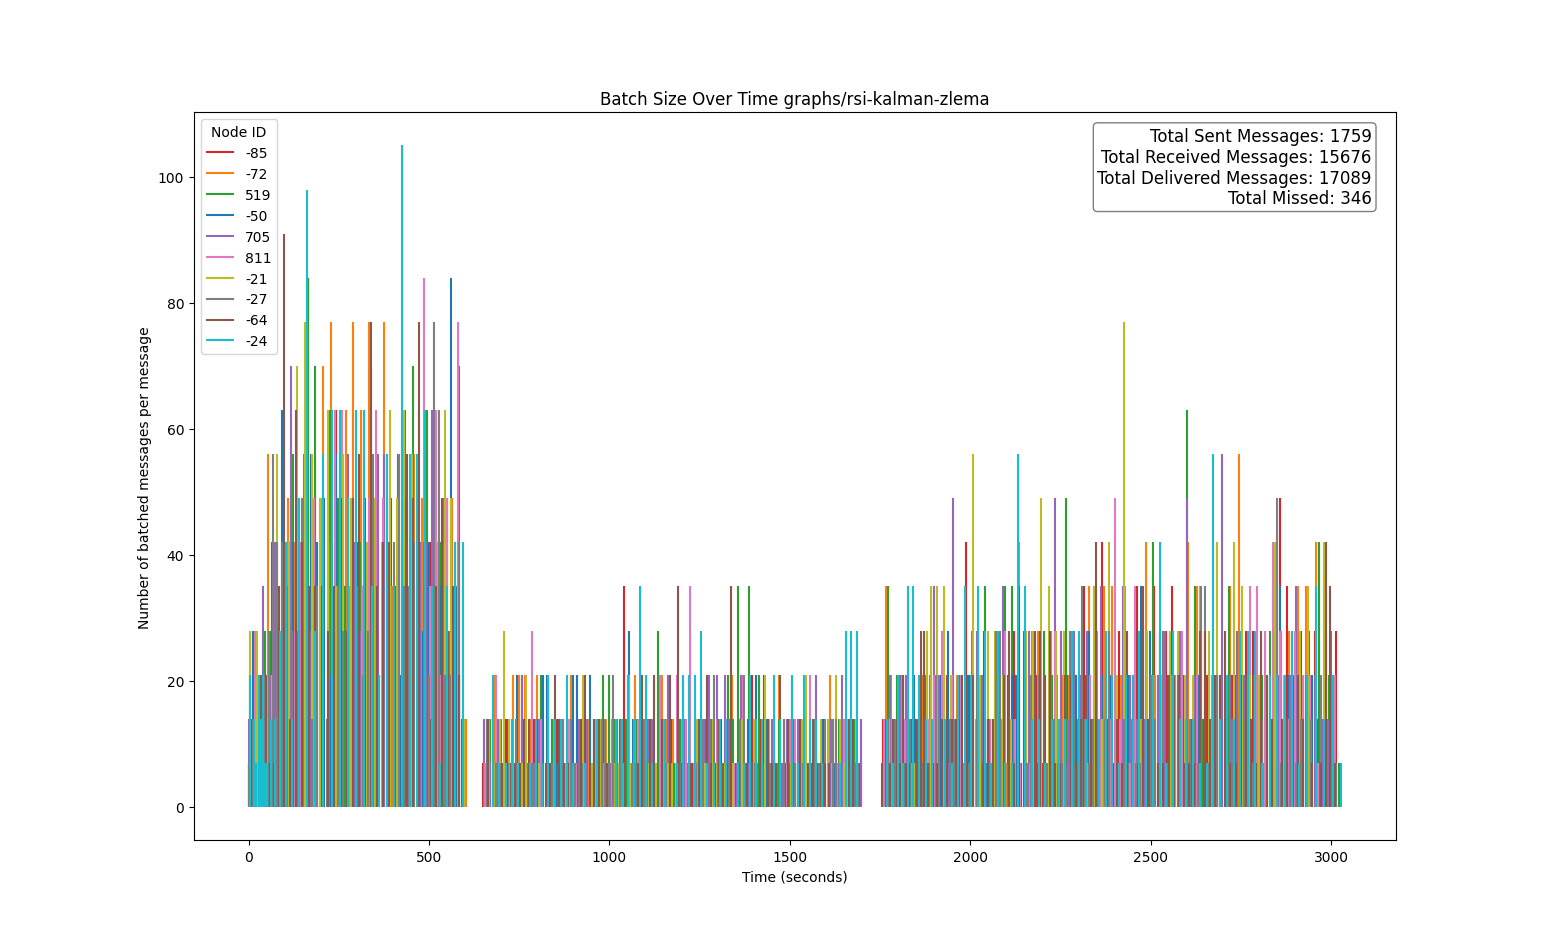 Batch Size Over Time graphs/rsi-kalman-zlema
Node ID
-85
-72
519
-50
705
811
-21
-27
-64
-24
Total Sent Messages: 1759
Total Received Messages: 15676
Total Delivered Messages: 17089
Total Missed: 346
Number of batched messages per message
100
80
60
40
20
0
0 500 1000 1500 2000 2500 3000
Time (seconds)